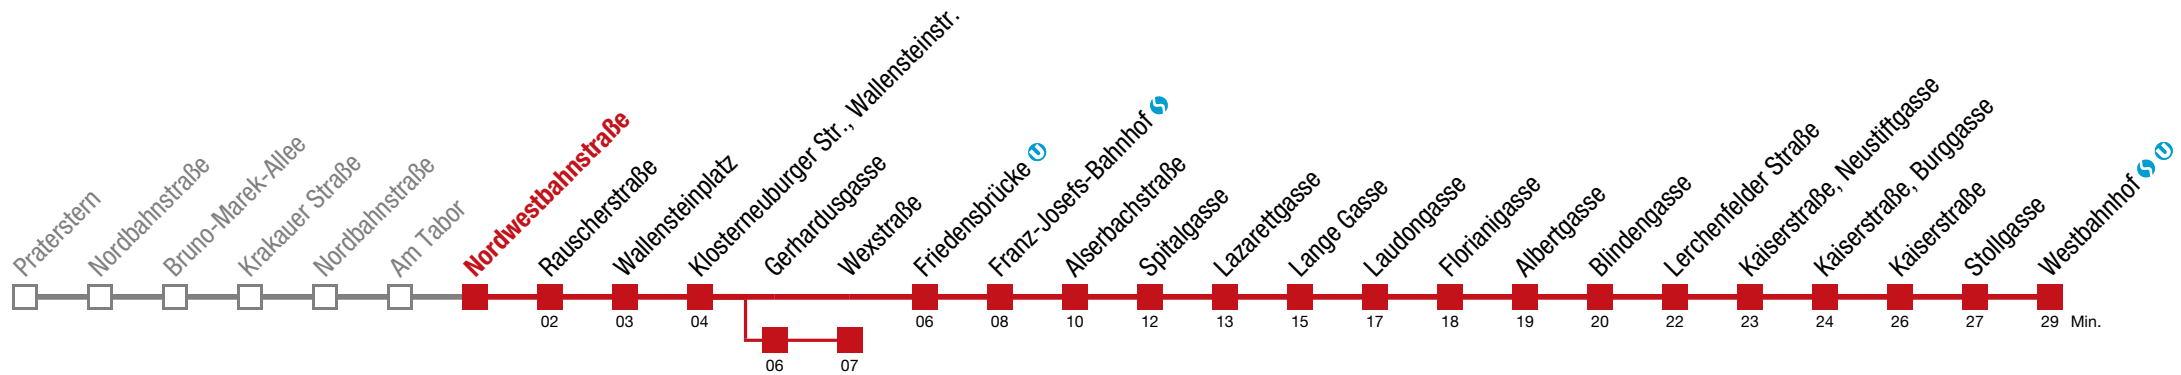 Praterstern
Nordbahnstraße
Bruno-Marek-Allee
Krakauer Straße
Nordbahnstraße
Am Tabor
Nordwestbahnstraße
Rauscherstraße
Wallensteinplatz
Klosterneuburger Str., Wallensteinstr.
Gerhardusgasse
Wexstraße
Friedensbrücke U
Franz-Josefs-Bahnhof S
Alserbachstraße
Spitalgasse
Lazarettgasse
Lange Gasse
Laudongasse
Florianigasse
Albertgasse
Blindengasse
Lerchenfelder Straße
Kaiserstraße, Neustiftgasse
Kaiserstraße, Burggasse
Kaiserstraße
Stollgasse
Westbahnhof S U
02 03 04 06 08 10 12 13 15 17 18 19 20 22 23 24 26 27 29 Min.
06 07